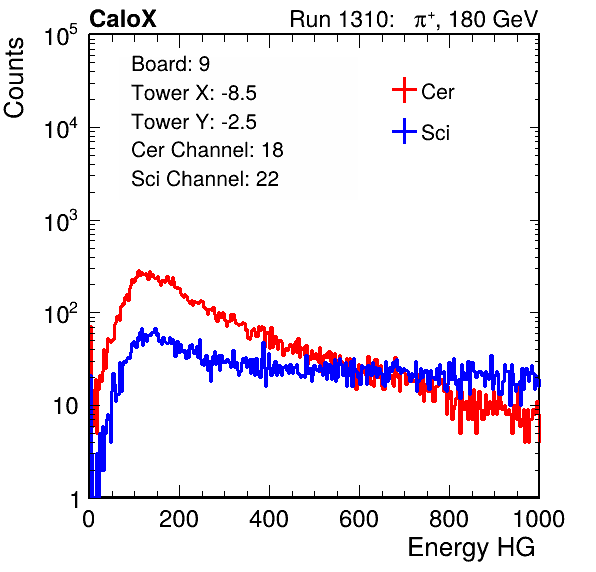 CaloX Run 1310: π⁺, 180 GeV
Counts
10⁵
10⁴
10³
10²
10
1
Board: 9
Tower X: -8.5
Tower Y: -2.5
Cer Channel: 18
Sci Channel: 22
Cer
Sci
0 200 400 600 800 1000
Energy HG